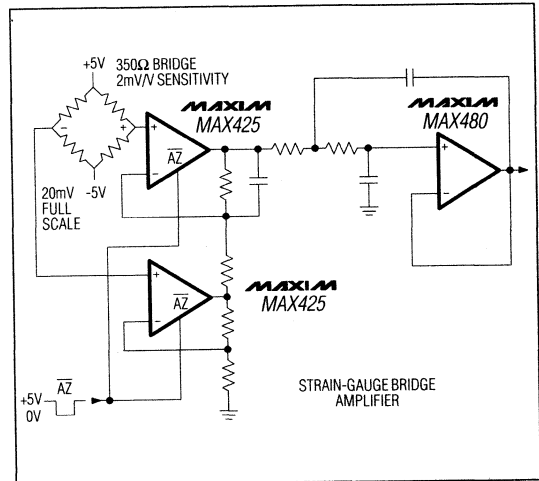 +5V
350Ω BRIDGE
2mV/V SENSITIVITY
MAXIM
MAX425
MAXIM
MAX480
− +
+
AZ
−
+
−
-5V
20mV
FULL
SCALE
+
AZ
−
MAXIM
MAX425
AZ
+5V
0V
STRAIN-GAUGE BRIDGE
AMPLIFIER